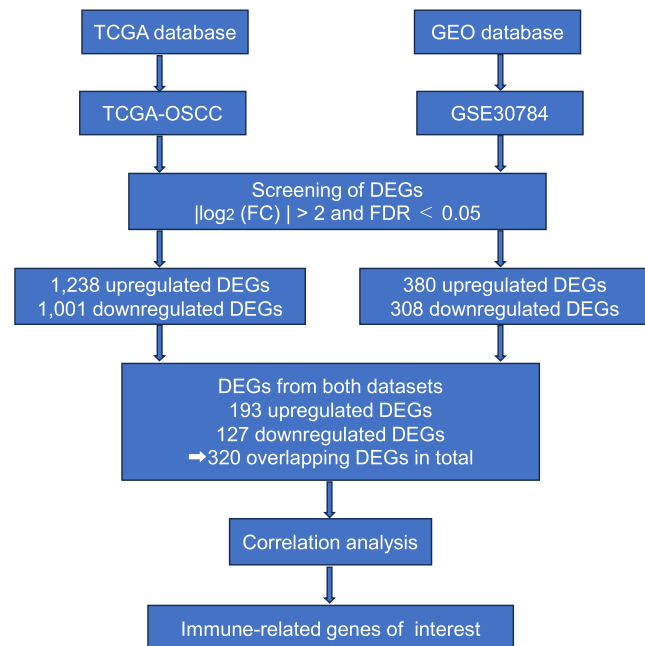 TCGA database
GEO database
TCGA-OSCC
GSE30784
Screening of DEGs
|log2 (FC) | > 2 and FDR < 0.05
1,238 upregulated DEGs
1,001 downregulated DEGs
380 upregulated DEGs
308 downregulated DEGs
DEGs from both datasets
193 upregulated DEGs
127 downregulated DEGs
➡320 overlapping DEGs in total
Correlation analysis
Immune-related genes of interest